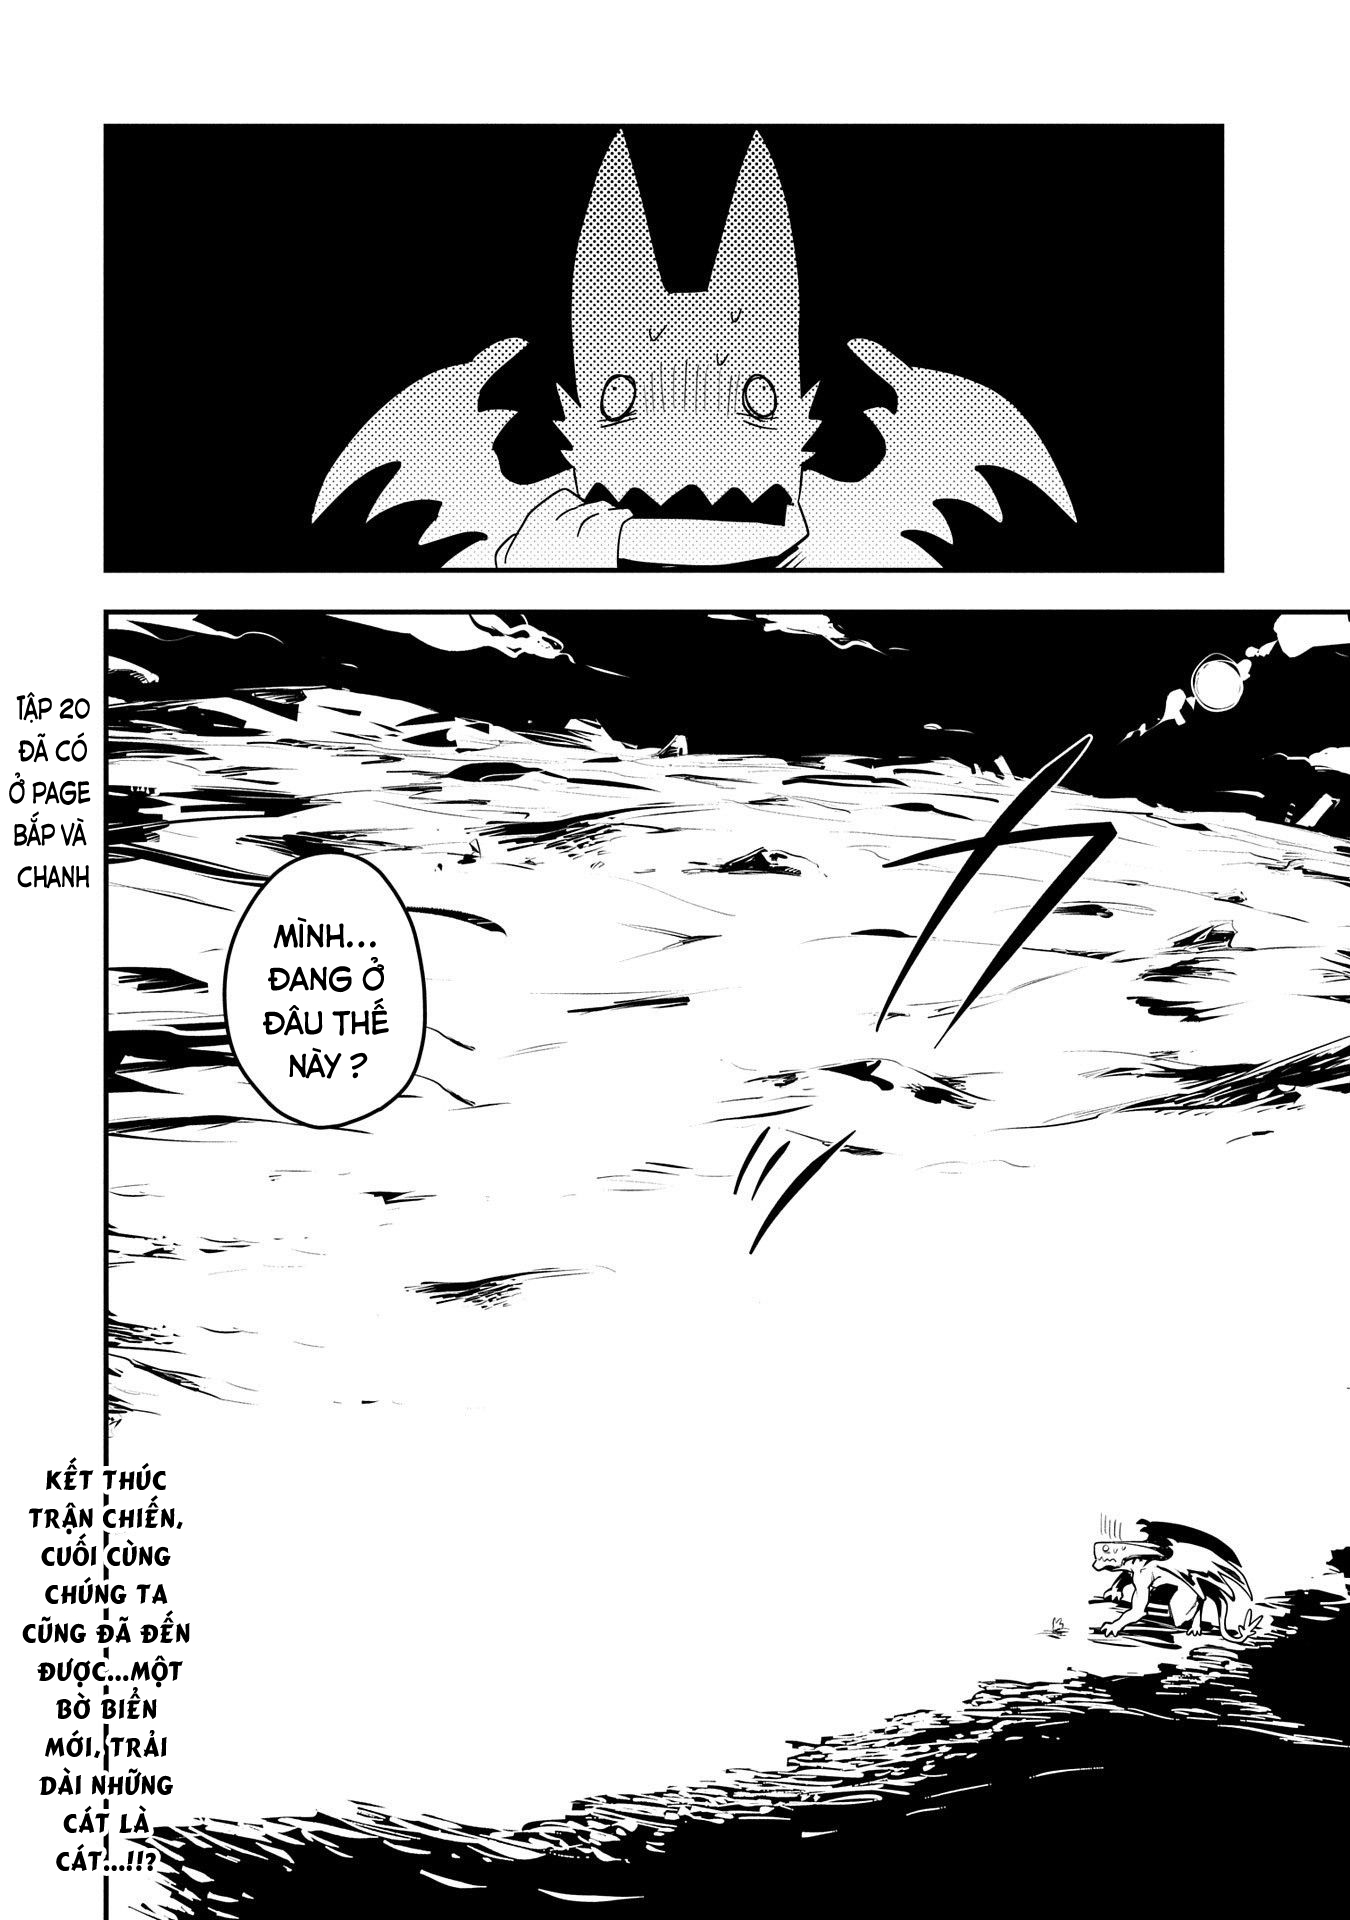 TẬP 20
ĐÃ CÓ
Ở PAGE
BẮP VÀ
CHANH
MÌNH...
ĐANG Ở
ĐÂU THẾ
NÀY ?
KẾT THÚC
TRẬN CHIẾN,
CUỐI CÙNG
CHÚNG TA
CŨNG ĐÃ ĐẾN
ĐƯỢC...MỘT
BỜ BIỂN
MỚI, TRẢI
DÀI NHỮNG
CÁT LÀ
CÁT...!!?